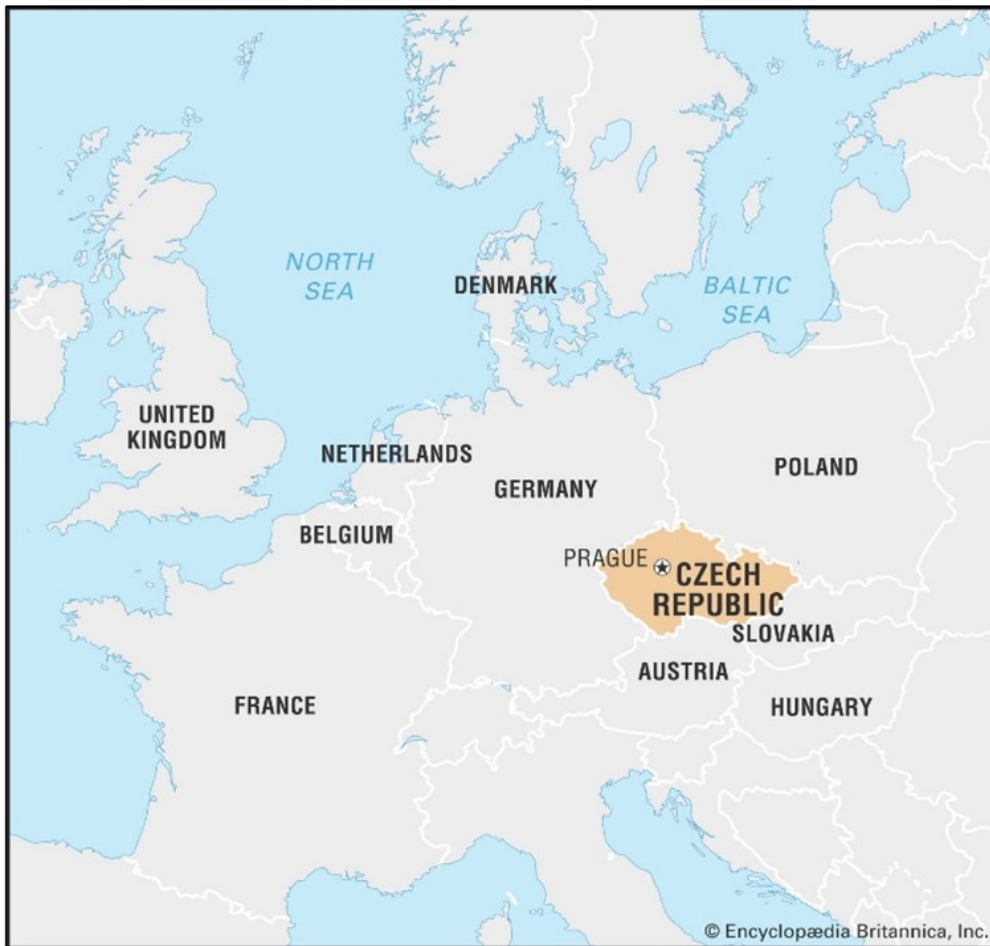 NORTH
SEA
DENMARK
BALTIC
SEA
UNITED
KINGDOM
NETHERLANDS
GERMANY
POLAND
BELGIUM
PRAGUE
CZECH
REPUBLIC
SLOVAKIA
AUSTRIA
FRANCE
HUNGARY
© Encyclopædia Britannica, Inc.